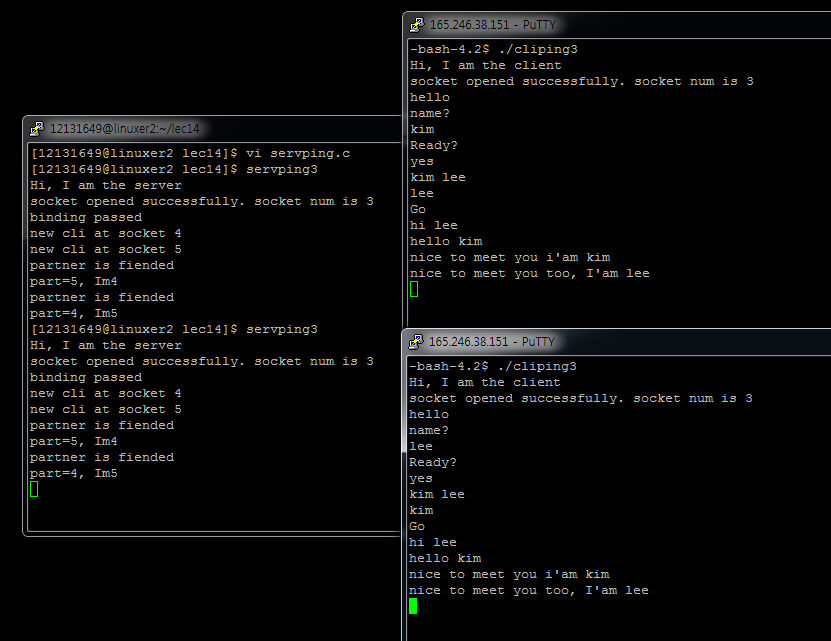 12131649@linuxer2:~/lec14
[12131649@linuxer2 lec14]$ vi servping.c
[12131649@linuxer2 lec14]$ servping3
Hi, I am the server
socket opened successfully. socket num is 3
binding passed
new cli at socket 4
new cli at socket 5
partner is fiended
part=5, Im4
partner is fiended
part=4, Im5
[12131649@linuxer2 lec14]$ servping3
Hi, I am the server
socket opened successfully. socket num is 3
binding passed
new cli at socket 4
new cli at socket 5
partner is fiended
part=5, Im4
partner is fiended
part=4, Im5
165.246.38.151 - PuTTY
-bash-4.2$ ./cliping3
Hi, I am the client
socket opened successfully. socket num is 3
hello
name?
kim
Ready?
yes
kim lee
lee
Go
hi lee
hello kim
nice to meet you i'am kim
nice to meet you too, I'am lee
165.246.38.151 - PuTTY
-bash-4.2$ ./cliping3
Hi, I am the client
socket opened successfully. socket num is 3
hello
name?
lee
Ready?
yes
kim lee
kim
Go
hi lee
hello kim
nice to meet you i'am kim
nice to meet you too, I'am lee